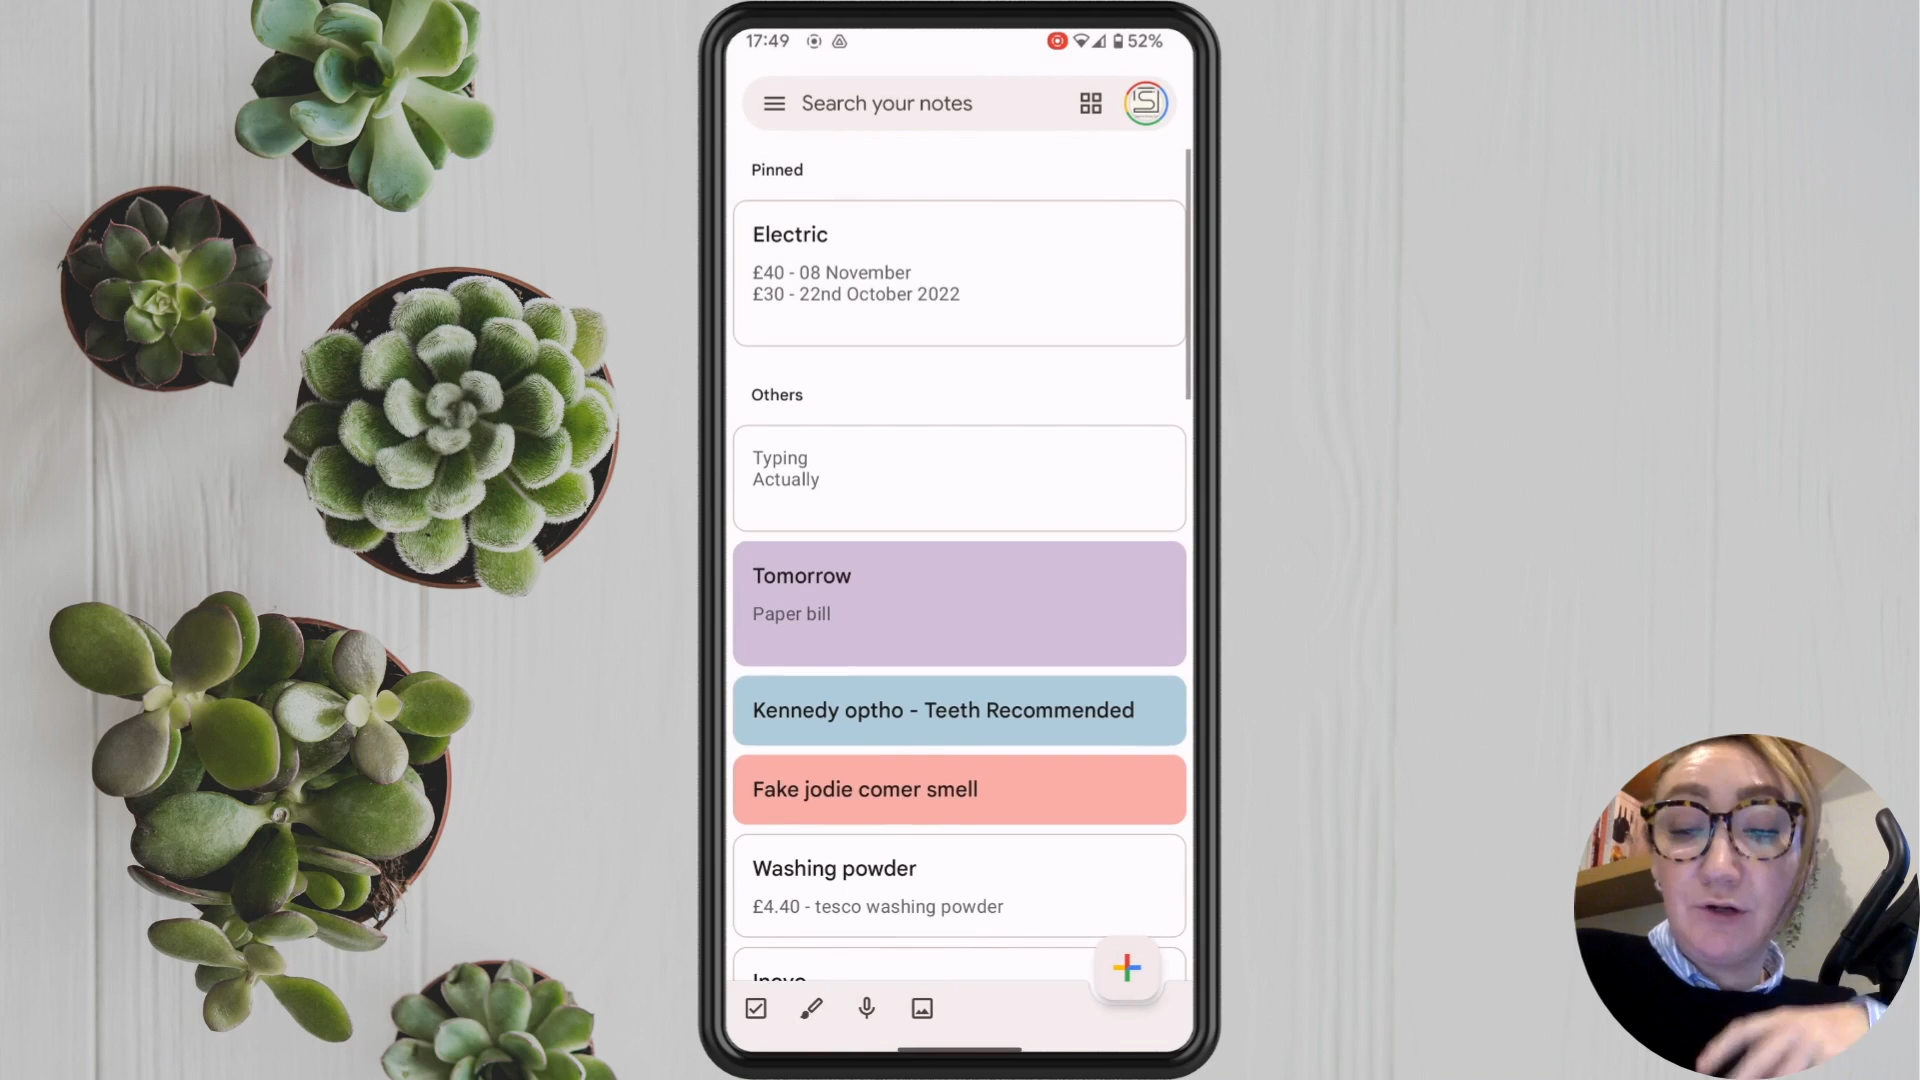 17:49
52%
Search your notes
Pinned
Electric
£40 - 08 November
£30 - 22nd October 2022
Others
Typing
Actually
Tomorrow
Paper bill
Kennedy optho - Teeth Recommended
Fake jodie comer smell
Washing powder
£4.40 - tesco washing powder